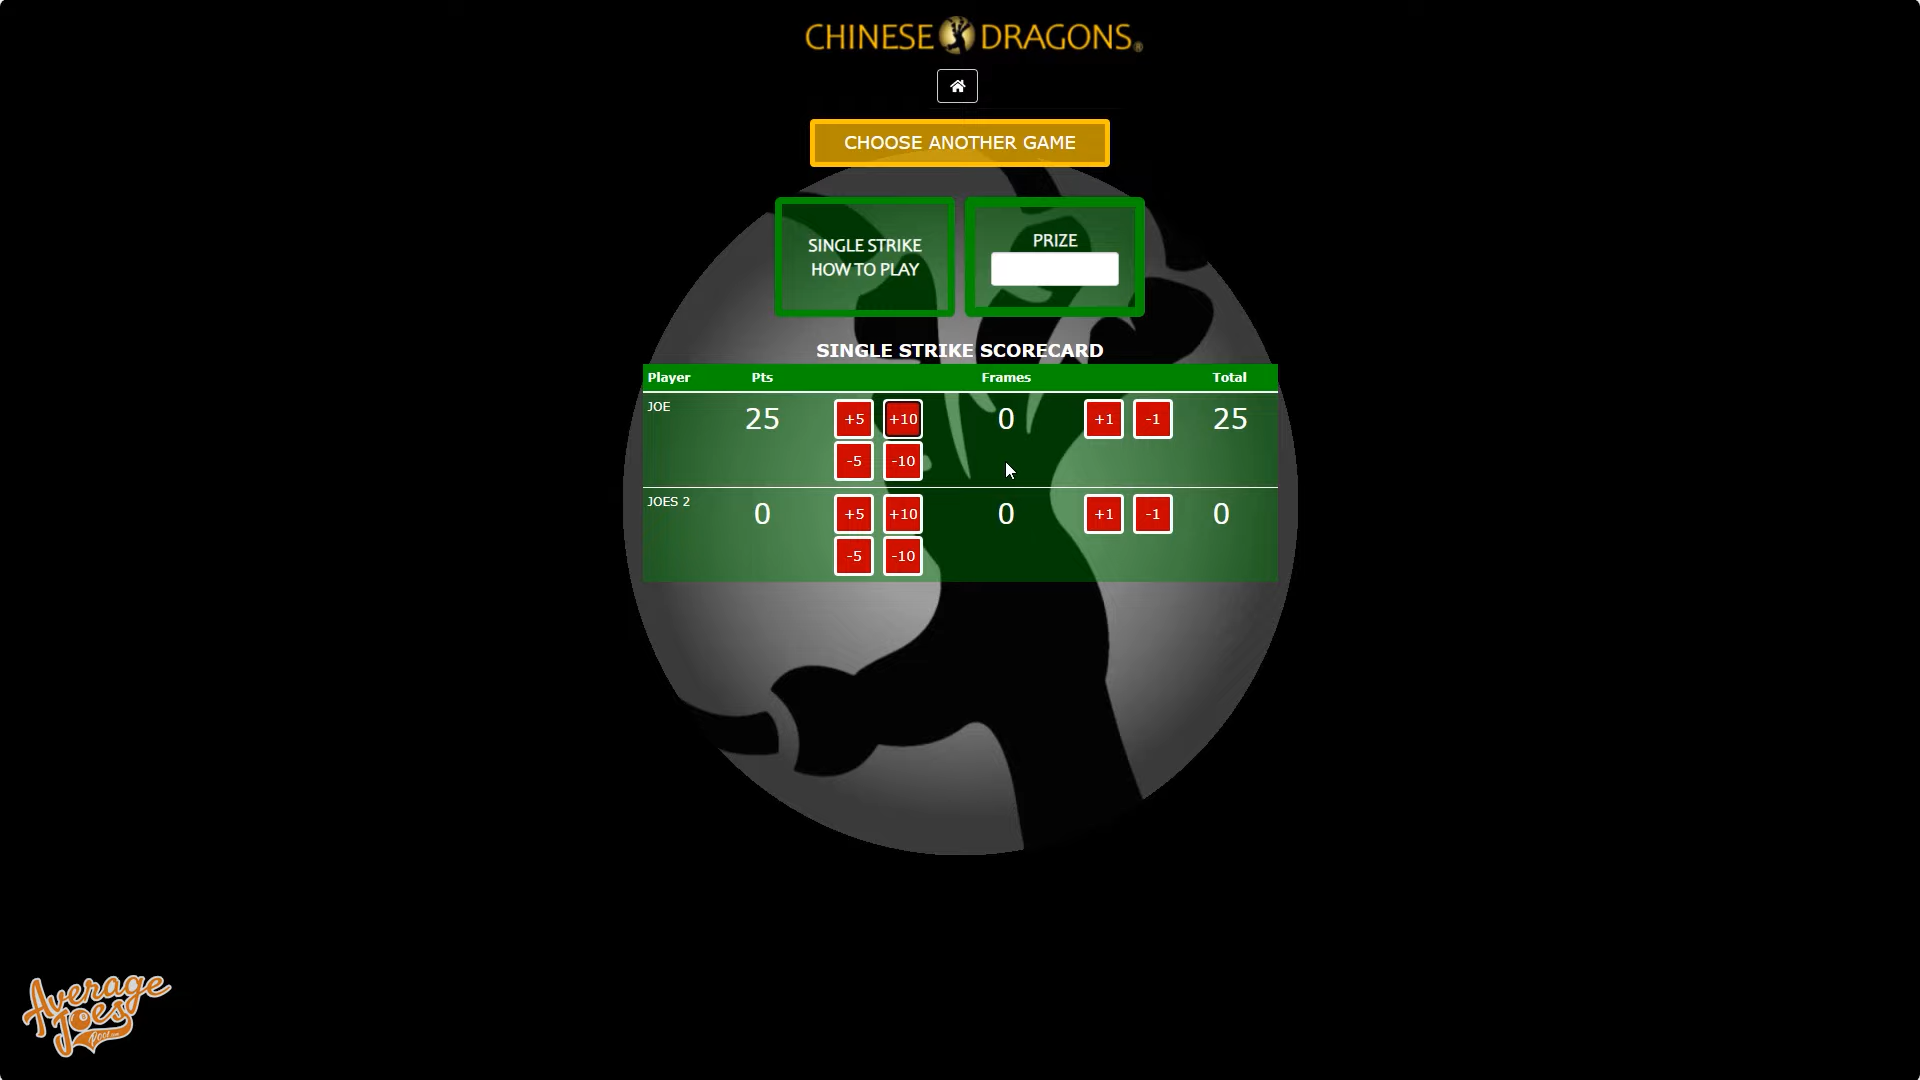 CHINESE DRAGONS®
CHOOSE ANOTHER GAME
SINGLE STRIKE
HOW TO PLAY
PRIZE
SINGLE STRIKE SCORECARD
Player Pts Frames Total
JOE 25 +5 +10 0 +1 -1 25
-5 -10
JOES 2 0 +5 +10 0 +1 -1 0
-5 -10
Average
Joes
Pool.com